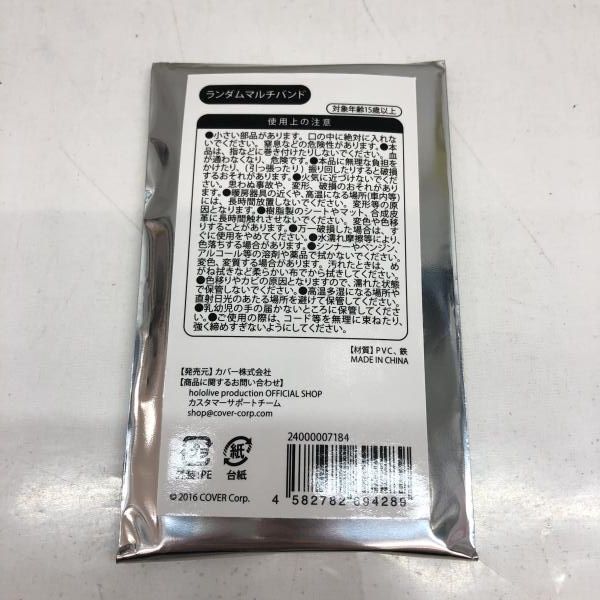 ランダムマルチバンド
対象年齢15歳以上
使用上の注意
●小さい部品があります。口の中に絶対に入れな
いでください。窒息などの危険性があります。●本
品は、指などに巻き付けたりしないでください。血
が通わなくなり、危険です。●本品に無理な負担を
かけたり、(引っ張ったり)振り回したりすると破損
するおそれがあります。●火気に近づけないでくだ
さい。思わぬ事故や、変形、破損のおそれがありま
す。●暖房器具の近くや、高温になる場所(車内等)
には、長時間放置しないでください。変形等の原
因となります。●樹脂製のシートやマット、合成皮
革に長時間触れさせないでください。変色や色移
りすることがあります。●万一破損した場合は、す
ぐに使用をやめてください。●水濡れ摩擦等により、
色落ちする場合があります。●シンナーやベンジン、
アルコール等の溶剤や薬品で拭かないでください。
変色、変質する場合があります。汚れたときは、め
がね拭きなど柔らかい布でから拭きしてください。
●色移りやカビの原因となりますので、濡れた状態
で保管しないでください。●高温多湿になる場所や
直射日光のあたる場所を避けて保管してください。
●乳幼児の手の届かないところに保管してくださ
い。●ご使用の際は、コード等を無理に束ねたり、
強く締めすぎないようにしてください。
【材質】PVC、鉄
MADE IN CHINA
【発売元】カバー株式会社
【商品に関するお問い合わせ】
hololive production OFFICIAL SHOP
カスタマーサポートチーム
shop@cover-corp.com
24000007184
プラ
紙
:PE
台紙
© 2016 COVER Corp.
4 582782 694289